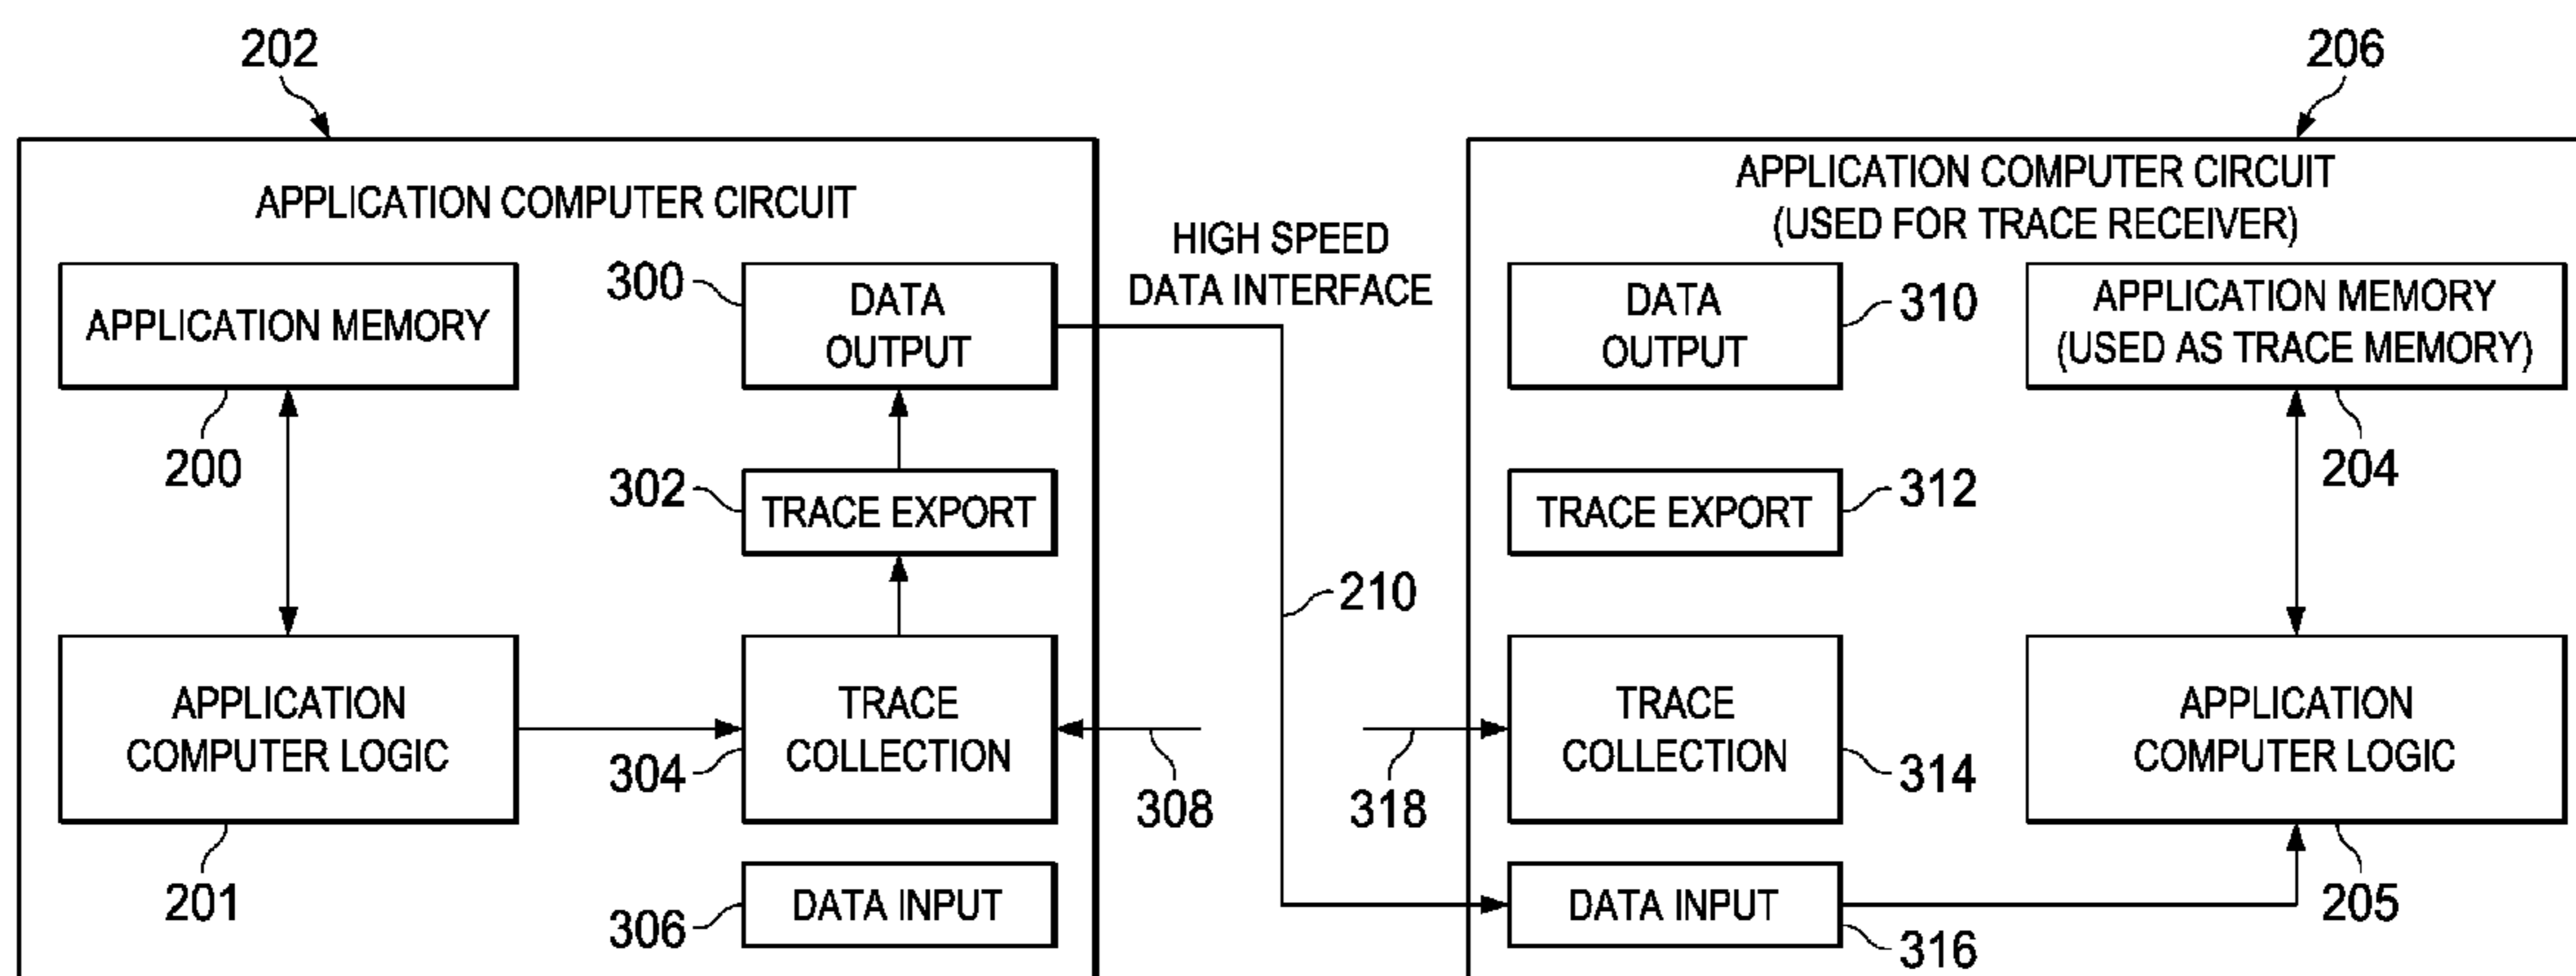 202
206
APPLICATION COMPUTER CIRCUIT
APPLICATION MEMORY
200
APPLICATION
COMPUTER LOGIC
201
300
DATA
OUTPUT
302
TRACE EXPORT
304
TRACE
COLLECTION
306
DATA INPUT
308
HIGH SPEED
DATA INTERFACE
210
318
APPLICATION COMPUTER CIRCUIT
(USED FOR TRACE RECEIVER)
DATA
OUTPUT
310
TRACE EXPORT
312
TRACE
COLLECTION
314
DATA INPUT
316
APPLICATION MEMORY
(USED AS TRACE MEMORY)
204
APPLICATION
COMPUTER LOGIC
205